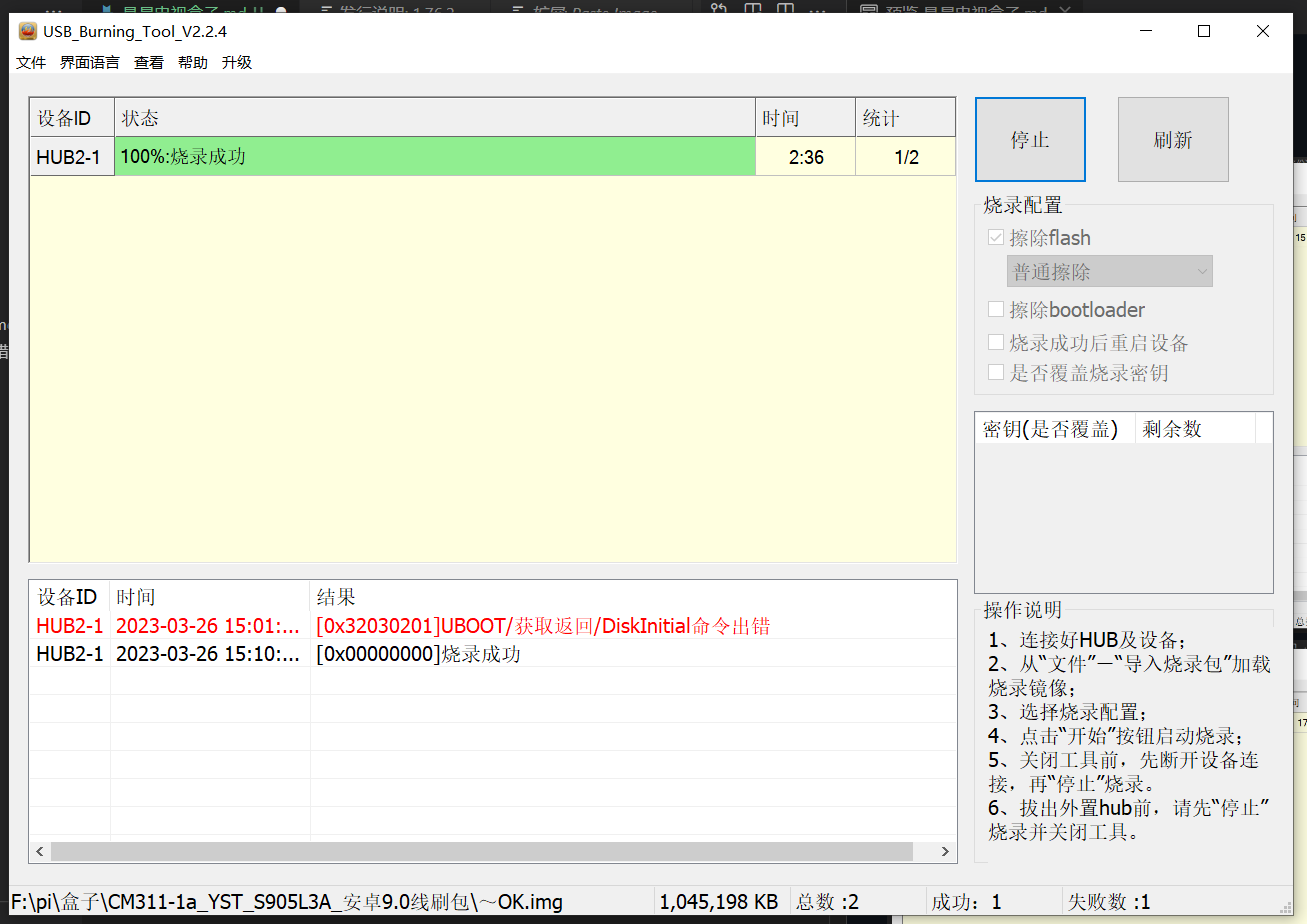 USB_Burning_Tool_V2.2.4
文件 界面语言 查看 帮助 升级
设备ID 状态 时间 统计
HUB2-1 100%:烧录成功 2:36 1/2
停止 刷新
烧录配置
擦除flash
普通擦除
擦除bootloader
烧录成功后重启设备
是否覆盖烧录密钥
密钥(是否覆盖) 剩余数
设备ID 时间 结果
HUB2-1 2023-03-26 15:01:... [0x32030201]UBOOT/获取返回/DiskInitial命令出错
HUB2-1 2023-03-26 15:10:... [0x00000000]烧录成功
操作说明
1、连接好HUB及设备；
2、从“文件”—“导入烧录包”加载
烧录镜像；
3、选择烧录配置；
4、点击“开始”按钮启动烧录；
5、关闭工具前，先断开设备连
接，再“停止”烧录。
6、拔出外置hub前，请先“停止”
烧录并关闭工具。
F:\pi\盒子\CM311-1a_YST_S905L3A_安卓9.0线刷包\～OK.img 1,045,198 KB 总数 :2 成功：1 失败数 :1